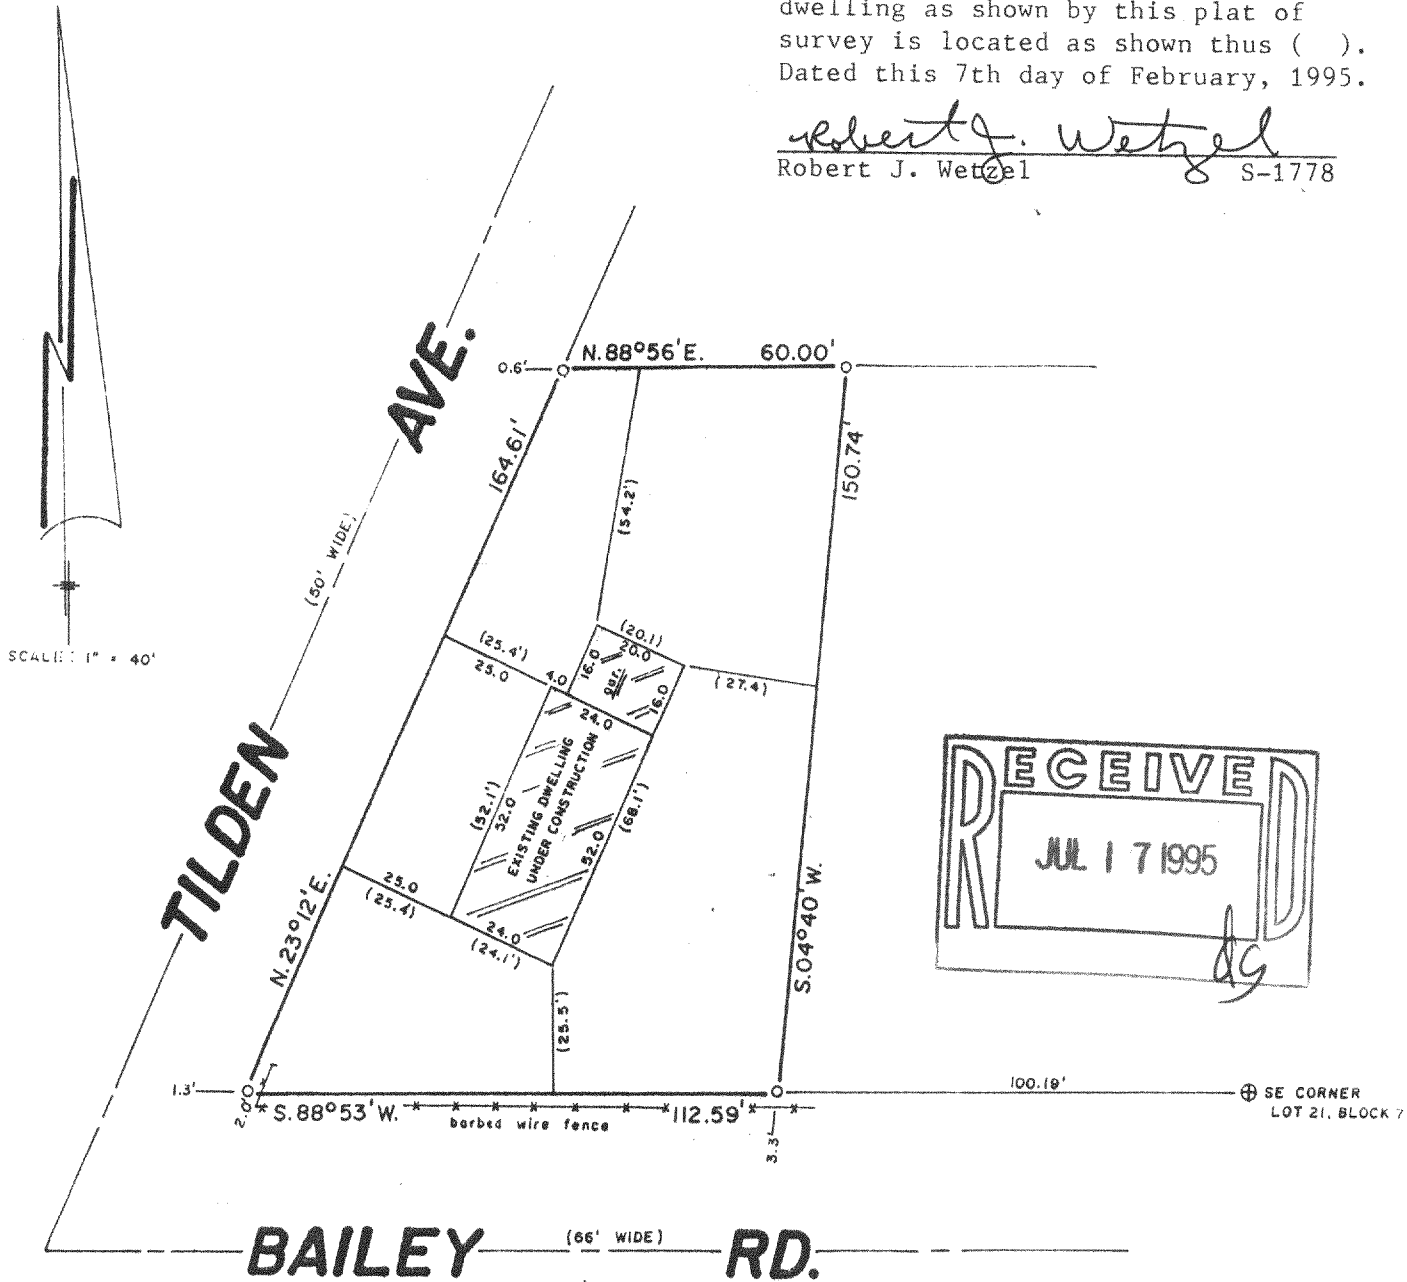 dwelling as shown by this plat of
survey is located as shown thus (  ).
Dated this 7th day of February, 1995.
Robert J. Wetzel
Robert J. Wetzel S-1778
N.88°56'E. 60.00'
0.6'
AVE.
164.61'
150.74'
(54.2')
(50' WIDE)
SCALE: 1" = 40'
(20.1)
20.0
(25.4')
25.0
4.0
16.0
gar.
16.0
(27.4)
24.0
EXISTING DWELLING
UNDER CONSTRUCTION
(52.1')
52.0
52.0
(68.1')
TILDEN
25.0
(25.4)
24.0
(24.1')
N.23°12'E.
S.04°40'W.
(25.5')
RECEIVED
JUL 17 1995
dg
1.3'
2.0'
S.88°53'W. 112.59'
barbed wire fence
3.3'
100.19'
SE CORNER
LOT 21, BLOCK 7
BAILEY (66' WIDE) RD.